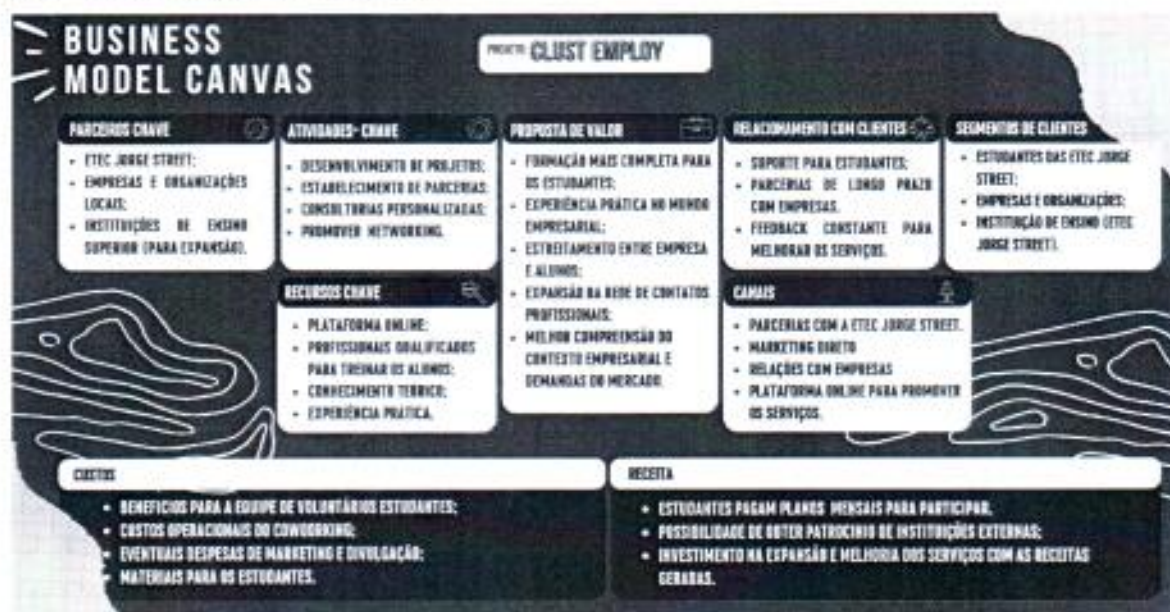 BUSINESS
MODEL CANVAS
PROJETO: CLUST EMPLOY
PARCEIROS CHAVE
• ETEC JORGE STREET;
• EMPRESAS E ORGANIZAÇÕES
LOCAIS;
• INSTITUIÇÕES DE ENSINO
SUPERIOR (PARA EXPANSÃO).
ATIVIDADES- CHAVE
• DESENVOLVIMENTO DE PROJETOS;
• ESTABELECIMENTO DE PARCERIAS;
• CONSULTORIAS PERSONALIZADAS;
• PROMOVER NETWORKING.
RECURSOS CHAVE
• PLATAFORMA ONLINE;
• PROFISSIONAIS QUALIFICADOS
PARA TREINAR OS ALUNOS;
• CONHECIMENTO TEÓRICO;
• EXPERIÊNCIA PRÁTICA.
PROPOSTA DE VALOR
• FORMAÇÃO MAIS COMPLETA PARA
OS ESTUDANTES;
• EXPERIÊNCIA PRÁTICA NO MUNDO
EMPRESARIAL;
• ESTREITAMENTO ENTRE EMPRESA
E ALUNOS;
• EXPANSÃO DA REDE DE CONTATOS
PROFISSIONAIS;
• MELHOR COMPREENSÃO DO
CONTEXTO EMPRESARIAL E
DEMANDAS DO MERCADO.
RELACIONAMENTO COM CLIENTES
• SUPORTE PARA ESTUDANTES;
• PARCERIAS DE LONGO PRAZO
COM EMPRESAS.
• FEEDBACK CONSTANTE PARA
MELHORAR OS SERVIÇOS.
CANAIS
• PARCERIAS COM A ETEC JORGE STREET.
• MARKETING DIRETO
• RELAÇÕES COM EMPRESAS
• PLATAFORMA ONLINE PARA PROMOVER
OS SERVIÇOS.
SEGMENTOS DE CLIENTES
• ESTUDANTES DAS ETEC JORGE
STREET;
• EMPRESAS E ORGANIZAÇÕES;
• INSTITUIÇÃO DE ENSINO (ETEC
JORGE STREET).
CUSTOS
• BENEFÍCIOS PARA A EQUIPE DE VOLUNTÁRIOS ESTUDANTES;
• CUSTOS OPERACIONAIS DO COWORKING;
• EVENTUAIS DESPESAS DE MARKETING E DIVULGAÇÃO;
• MATERIAIS PARA OS ESTUDANTES.
RECEITA
• ESTUDANTES PAGAM PLANOS MENSAIS PARA PARTICIPAR;
• POSSIBILIDADE DE OBTER PATROCÍNIO DE INSTITUIÇÕES EXTERNAS;
• INVESTIMENTO NA EXPANSÃO E MELHORIA DOS SERVIÇOS COM AS RECEITAS
GERADAS.